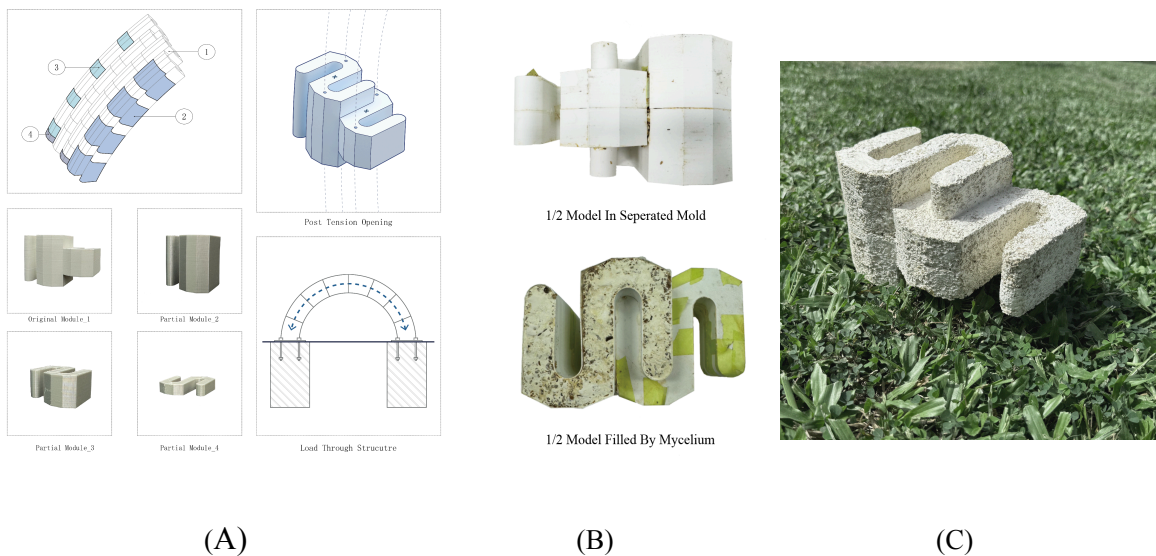 1
3
2
4
Post Tension Opening
Original Module_1
Partial Module_2
Partial Module_3
Partial Module_4
Load Through Strucutre
1/2 Model In Seperated Mold
1/2 Model Filled By Mycelium
(A)
(B)
(C)